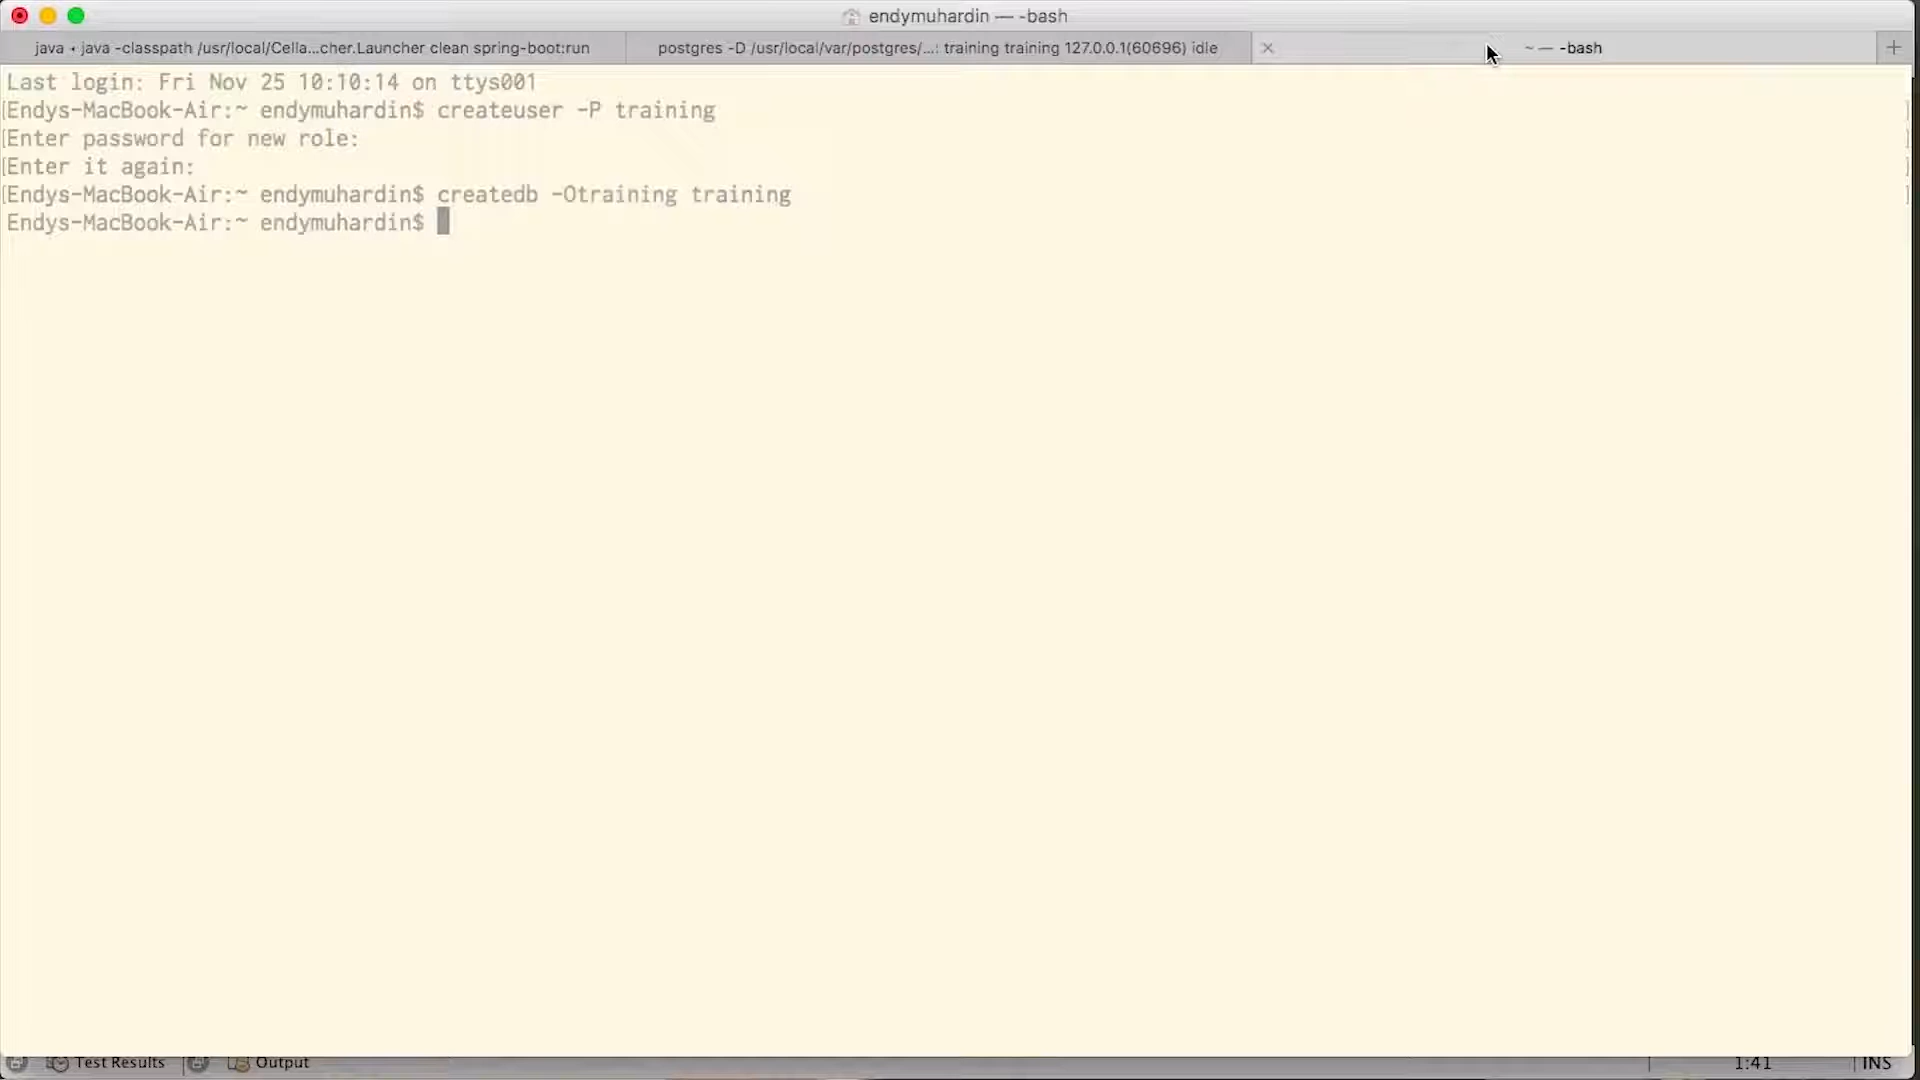 endymuhardin — -bash
java • java -classpath /usr/local/Cella...cher.Launcher clean spring-boot:run
postgres -D /usr/local/var/postgres/...: training training 127.0.0.1(60696) idle
~ — -bash
Last login: Fri Nov 25 10:10:14 on ttys001
[Endys-MacBook-Air:~ endymuhardin$ createuser -P training ]
[Enter password for new role: ]
[Enter it again: ]
[Endys-MacBook-Air:~ endymuhardin$ createdb -Otraining training ]
Endys-MacBook-Air:~ endymuhardin$
Test Results
Output
1:41
INS